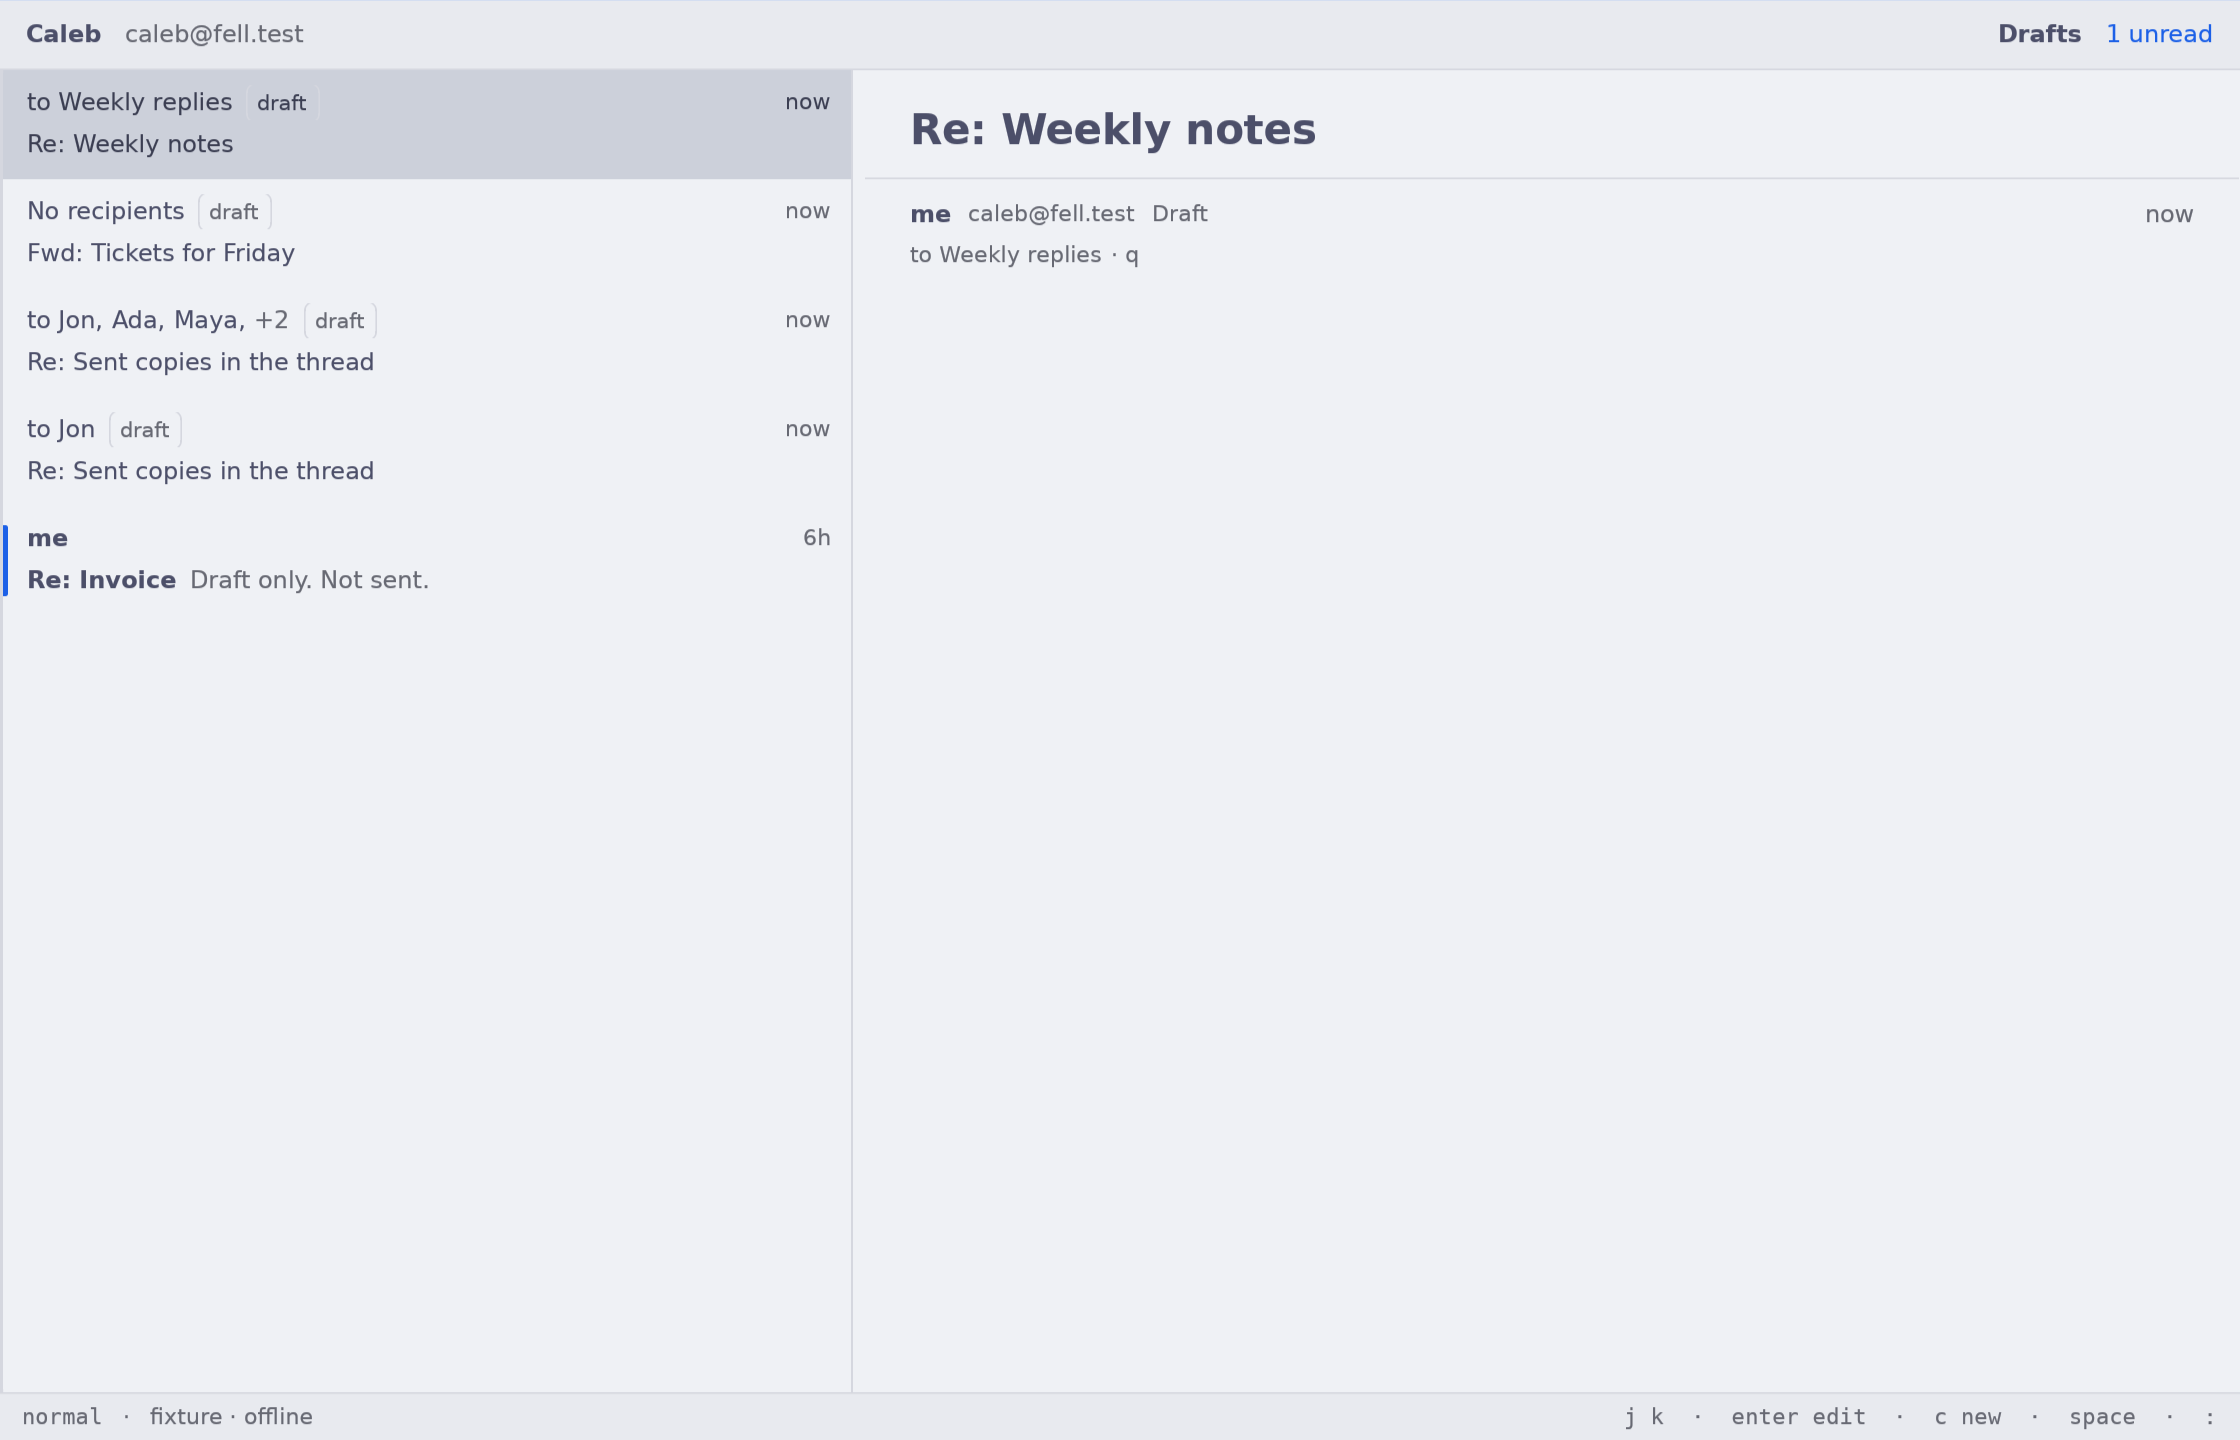 Caleb caleb@fell.test
Drafts 1 unread
to Weekly replies draft now
Re: Weekly notes
No recipients draft now
Fwd: Tickets for Friday
to Jon, Ada, Maya, +2 draft now
Re: Sent copies in the thread
to Jon draft now
Re: Sent copies in the thread
me 6h
Re: Invoice Draft only. Not sent.
Re: Weekly notes
me caleb@fell.test Draft now
to Weekly replies · q
normal · fixture · offline
j k · enter edit · c new · space · :